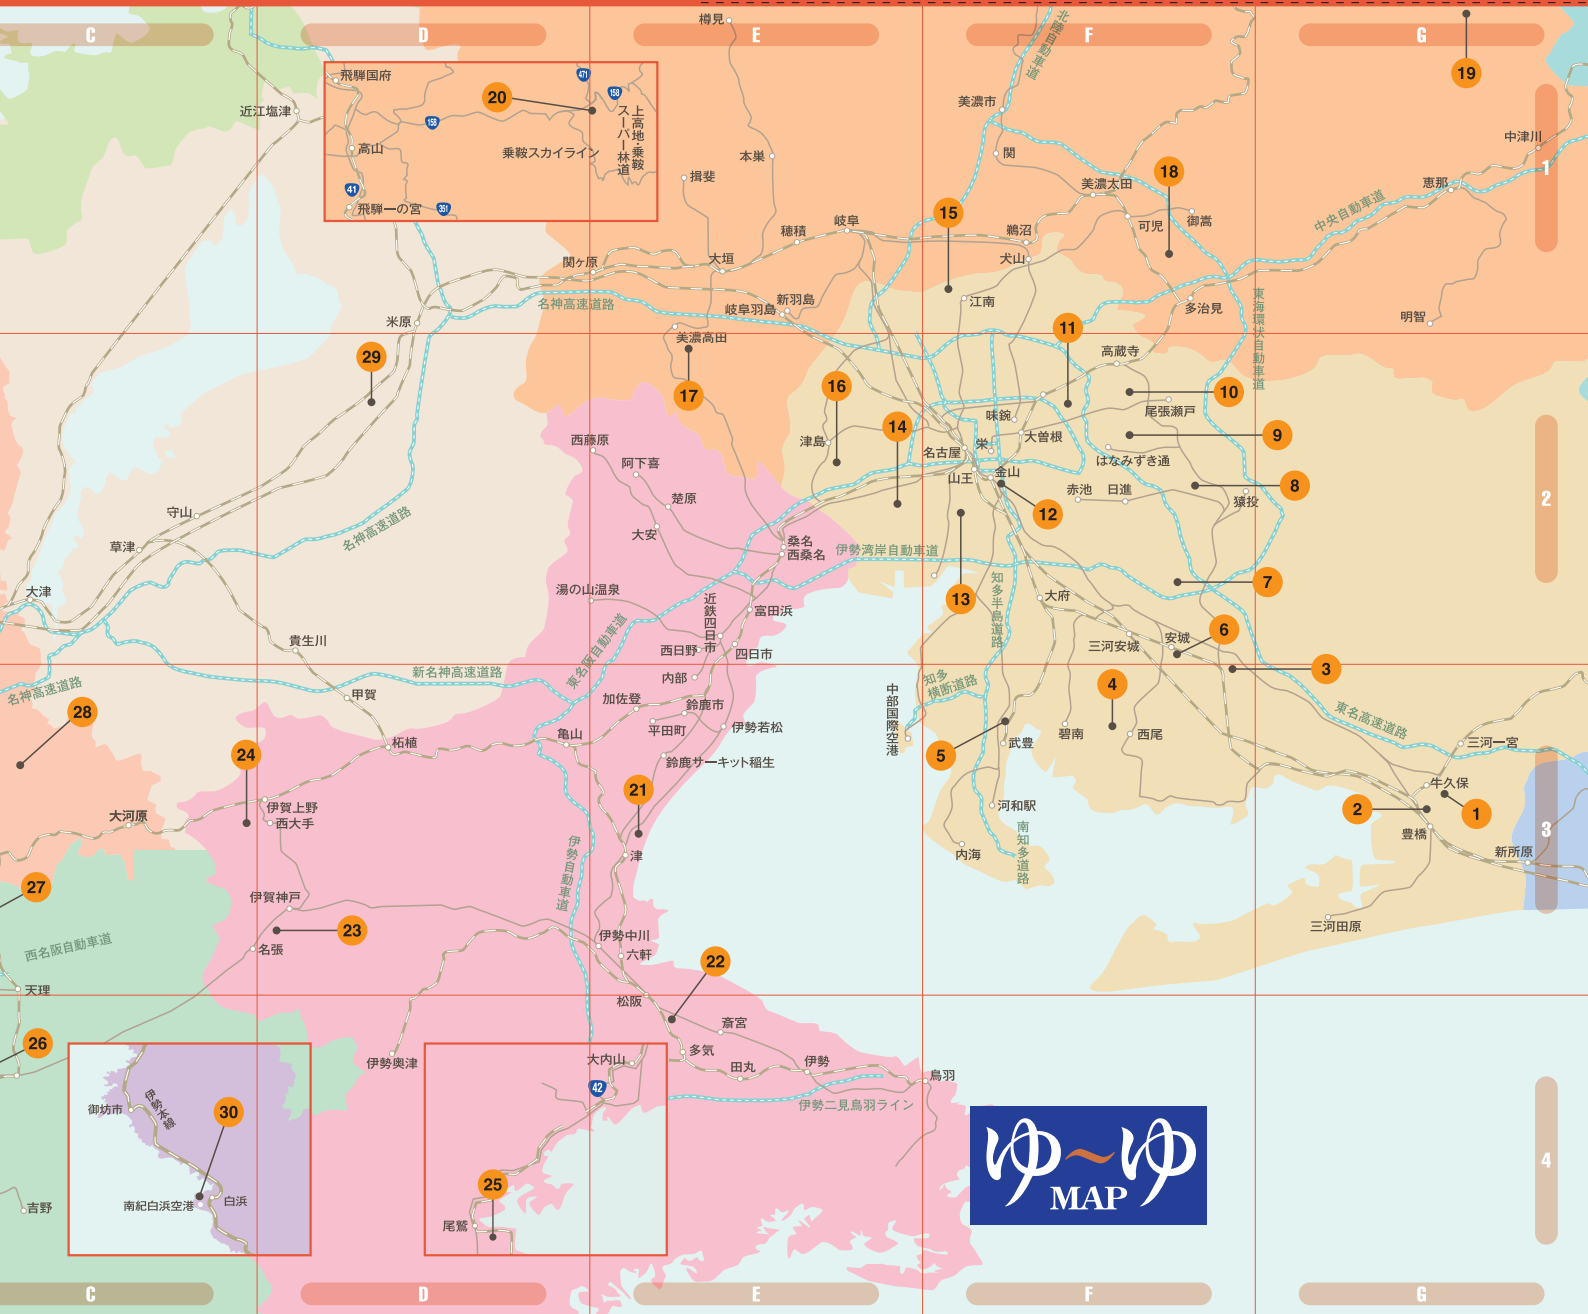 C
D
E
F
G
樽見
北陸自動車道
19
飛騨国府
471
20
158
158
上高地・乗鞍
スーパー林道
乗鞍スカイライン
高山
41
飛騨一の宮
351
近江塩津
美濃市
中津川
本巣
関
1
揖斐
美濃太田
18
恵那
15
可児
御嵩
中央自動車道
岐阜
穂積
鵜沼
犬山
関ヶ原
大垣
名神高速道路
新羽島
岐阜羽島
江南
多治見
東海環状自動車道
明智
米原
美濃高田
11
29
高蔵寺
17
16
10
尾張瀬戸
14
味鋺
津島
栄
大曽根
9
西藤原
名古屋
はなみずき通
阿下喜
山王
金山
赤池
日進
8
猿投
2
楚原
12
守山
大安
名神高速道路
草津
桑名
西桑名
伊勢湾岸自動車道
7
大津
湯の山温泉
13
知多半島道路
大府
近鉄四日市
富田浜
6
貴生川
東名阪自動車道
西日野
四日市
三河安城
安城
3
新名神高速道路
内部
名神高速道路
甲賀
加佐登
鈴鹿市
中部国際空港
知多
横断道路
4
28
平田町
伊勢若松
東名高速道路
亀山
武豊
碧南
西尾
三河一宮
24
柘植
5
鈴鹿サーキット稲生
21
牛久保
伊賀上野
河和駅
2
1
大河原
西大手
3
豊橋
伊勢自動車道
津
内海
南知多道路
新所原
27
伊賀神戸
23
三河田原
西名阪自動車道
名張
伊勢中川
六軒
22
天理
松阪
斎宮
26
伊勢奥津
大内山
多気
伊勢
42
田丸
鳥羽
御坊市
伊勢本線
30
伊勢二見鳥羽ライン
ゆ〜ゆ
MAP
4
25
南紀白浜空港
白浜
吉野
尾鷲
C
D
E
F
G